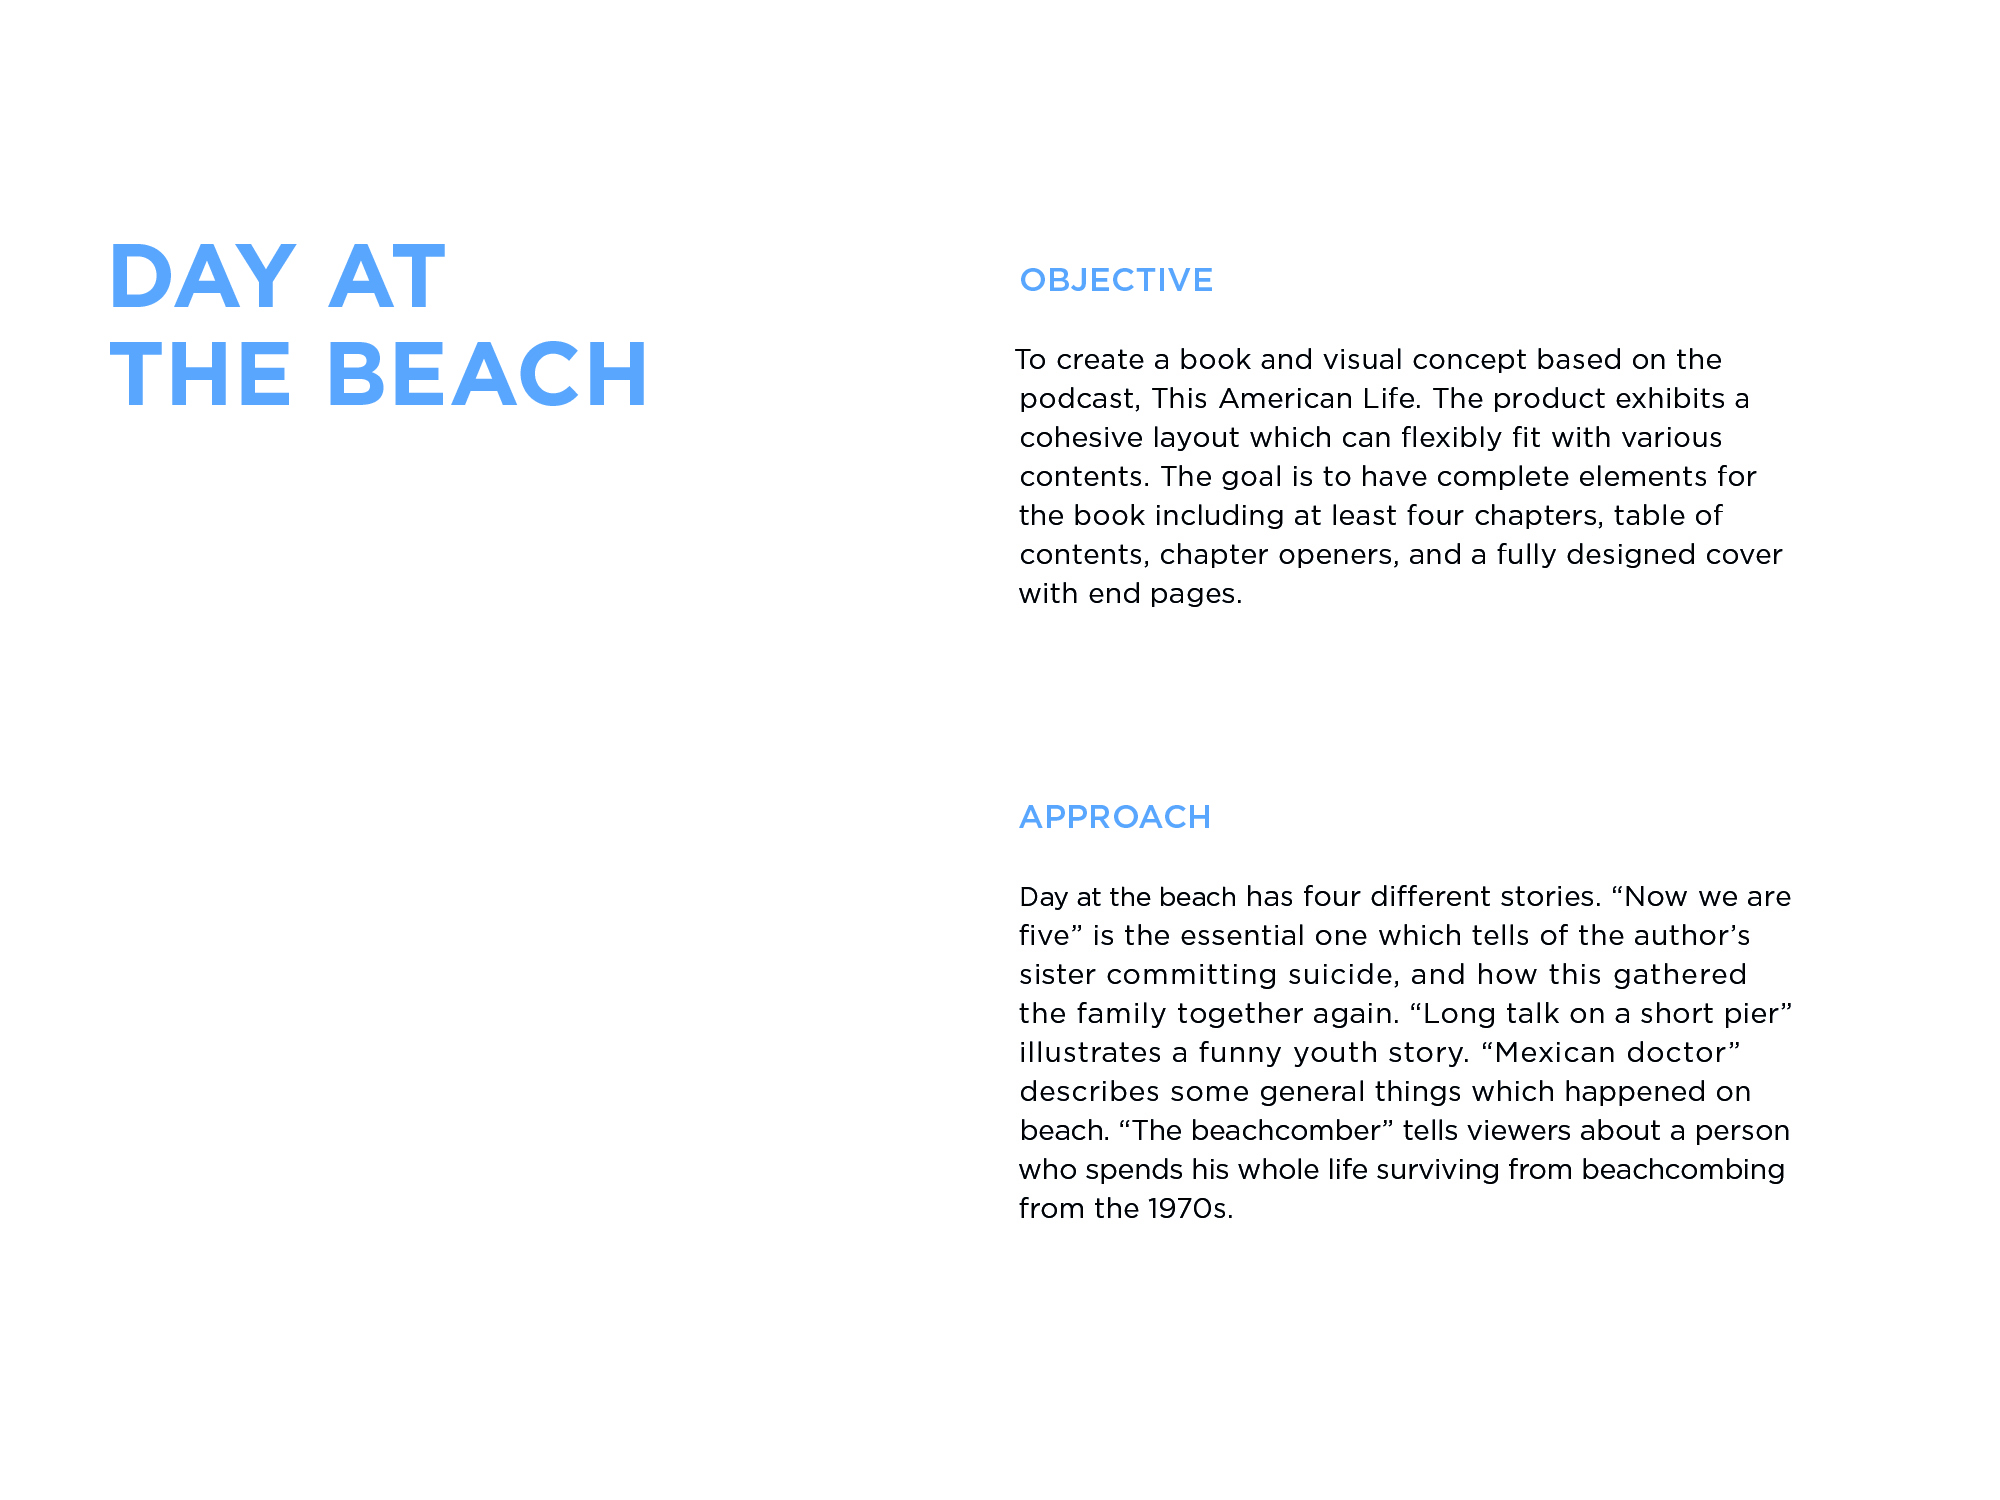 DAY AT
THE BEACH
OBJECTIVE
To create a book and visual concept based on the
podcast, This American Life. The product exhibits a
cohesive layout which can flexibly fit with various
contents. The goal is to have complete elements for
the book including at least four chapters, table of
contents, chapter openers, and a fully designed cover
with end pages.
APPROACH
Day at the beach has four different stories. “Now we are
five” is the essential one which tells of the author’s
sister committing suicide, and how this gathered
the family together again. “Long talk on a short pier”
illustrates a funny youth story. “Mexican doctor”
describes some general things which happened on
beach. “The beachcomber” tells viewers about a person
who spends his whole life surviving from beachcombing
from the 1970s.